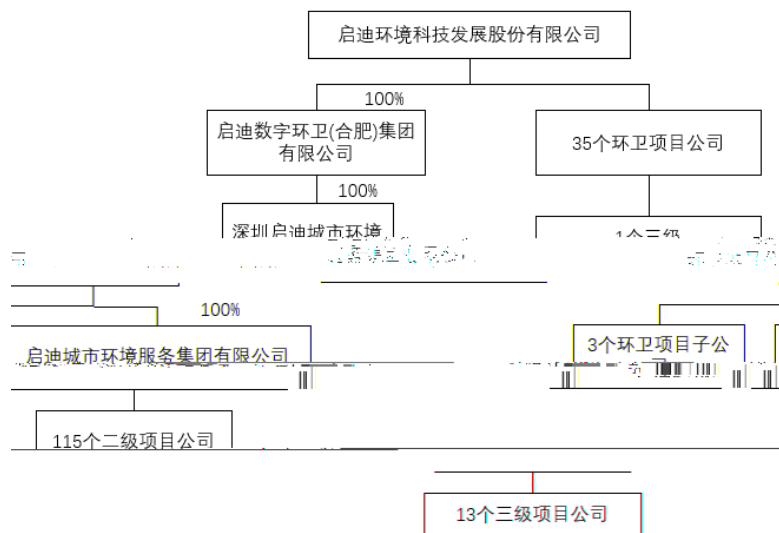 启迪环境科技发展股份有限公司
100%
启迪数字环卫(合肥)集团
有限公司
35个环卫项目公司
100%
深圳启迪城市环境
1个三级
100%
启迪城市环境服务集团有限公司
3个环卫项目子公
115个二级项目公司
13个三级项目公司